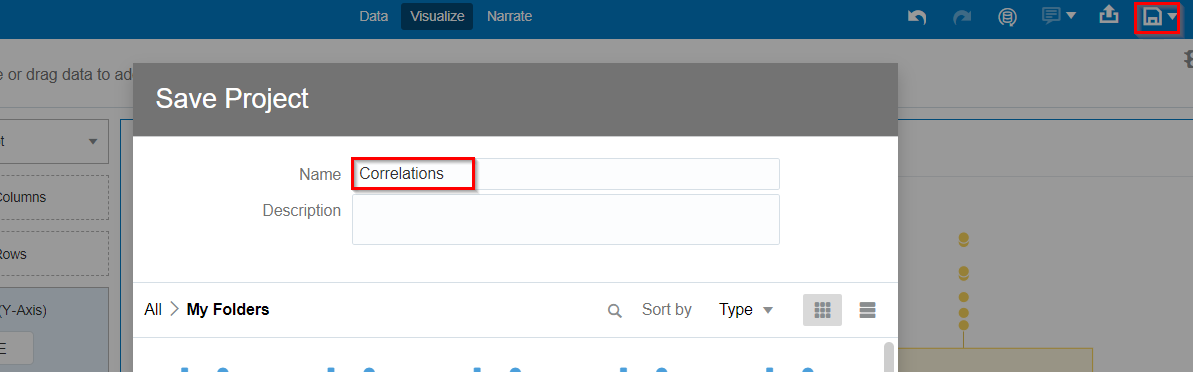 Data Visualize Narrate
e or drag data to add
Save Project
t
Name Correlations
Columns
Description
Rows
(Y-Axis)
All > My Folders Sort by Type
E